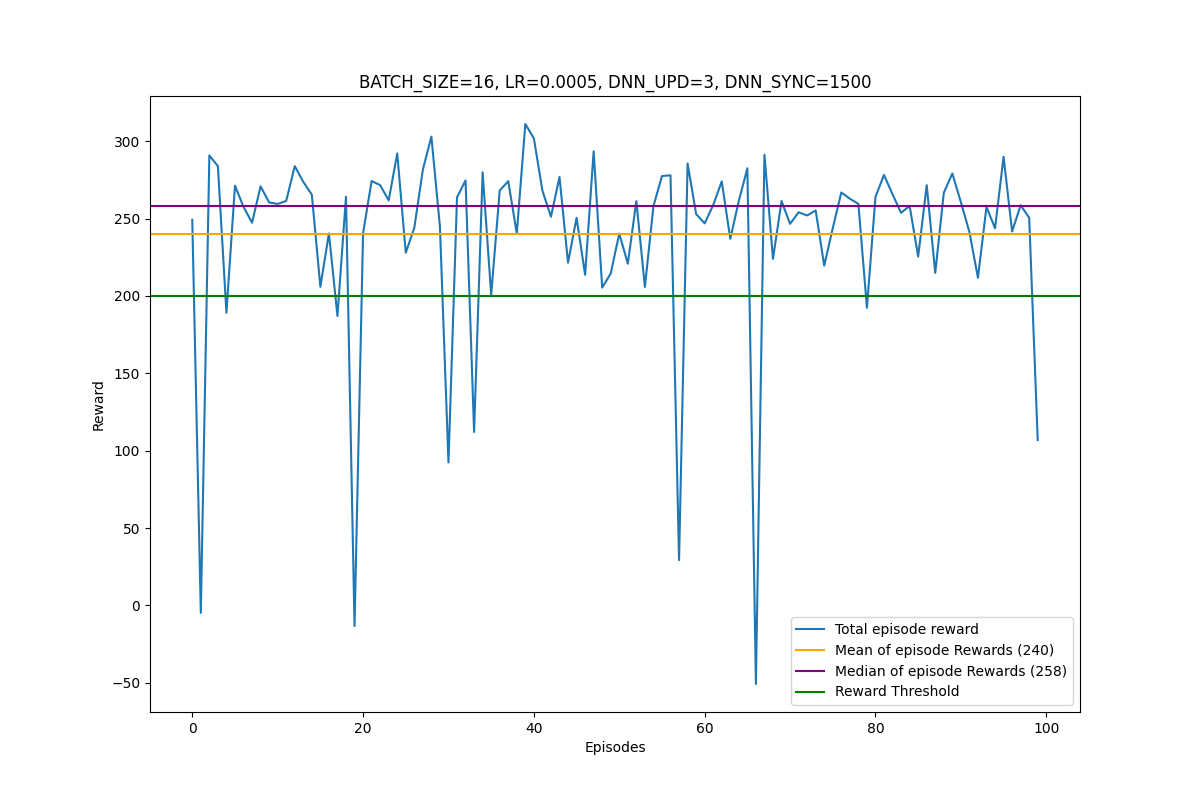 BATCH_SIZE=16, LR=0.0005, DNN_UPD=3, DNN_SYNC=1500
300
250
200
150
100
50
0
−50
Reward
Total episode reward
Mean of episode Rewards (240)
Median of episode Rewards (258)
Reward Threshold
0 20 40 60 80 100
Episodes